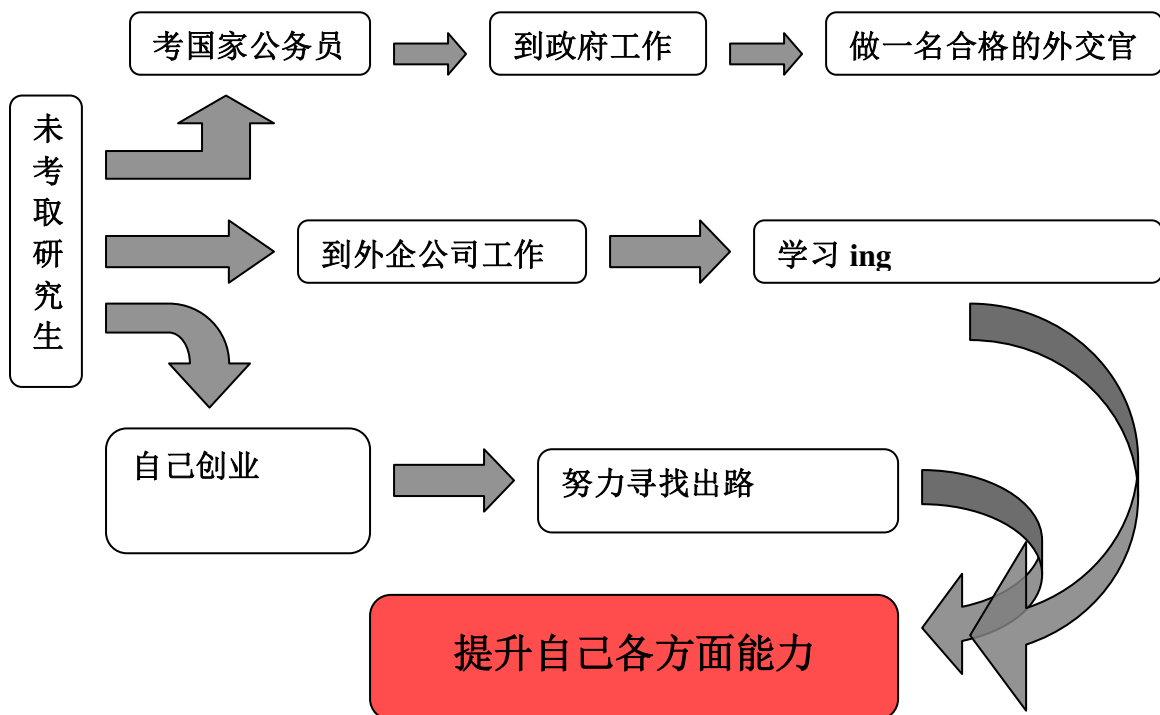 考国家公务员
到政府工作
做一名合格的外交官
未考取研究生
到外企公司工作
学习 ing
自己创业
努力寻找出路
提升自己各方面能力